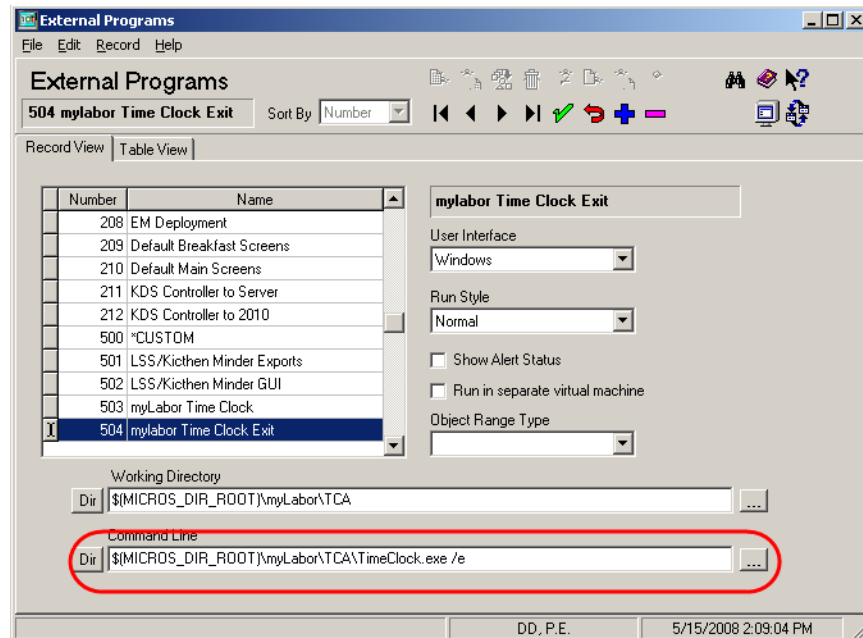 External Programs
File Edit Record Help
External Programs
504 mylabor Time Clock Exit Sort By Number
Record View Table View
Number Name
208 EM Deployment
209 Default Breakfast Screens
210 Default Main Screens
211 KDS Controller to Server
212 KDS Controller to 2010
500 *CUSTOM
501 LSS/Kicthen Minder Exports
502 LSS/Kicthen Minder GUI
503 myLabor Time Clock
504 mylabor Time Clock Exit
mylabor Time Clock Exit
User Interface
Windows
Run Style
Normal
Show Alert Status
Run in separate virtual machine
Object Range Type
Working Directory
Dir $(MICROS_DIR_ROOT)\myLabor\TCA ...
Command Line
Dir $(MICROS_DIR_ROOT)\myLabor\TCA\TimeClock.exe /e ...
DD, P.E. 5/15/2008 2:09:04 PM